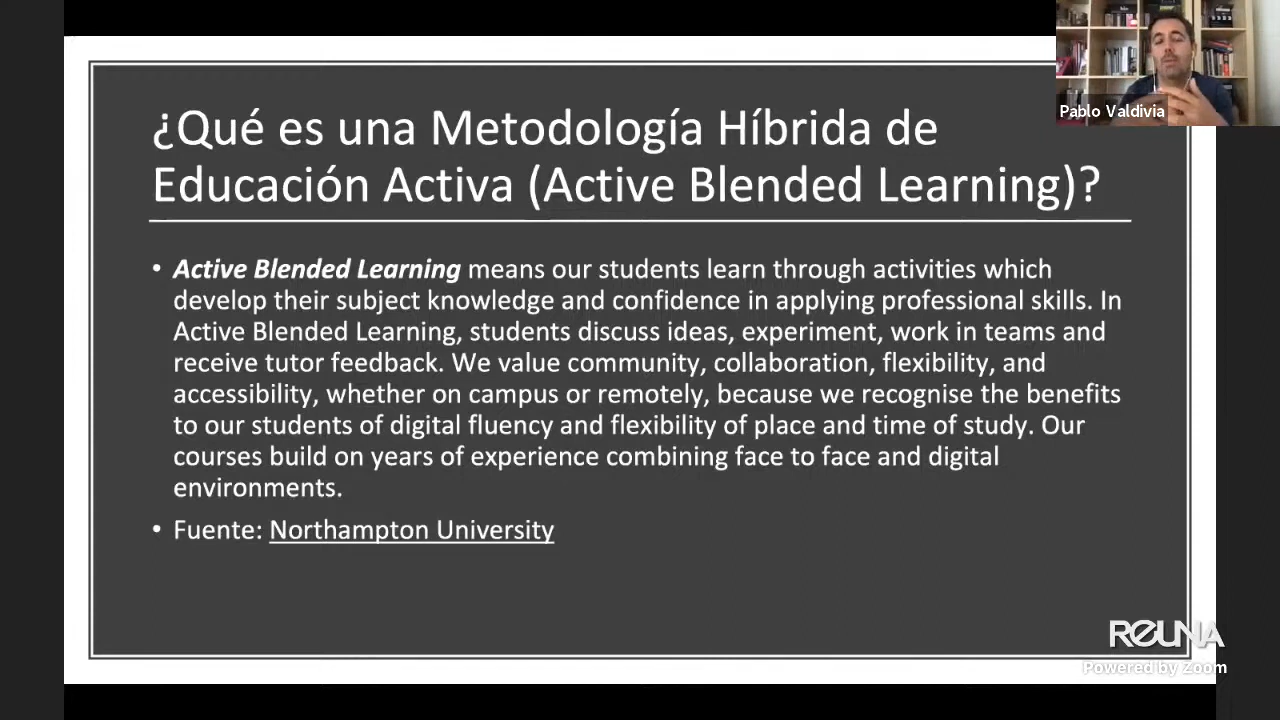 Pablo Valdivia
¿Qué es una Metodología Híbrida de
Educación Activa (Active Blended Learning)?
• Active Blended Learning means our students learn through activities which
develop their subject knowledge and confidence in applying professional skills. In
Active Blended Learning, students discuss ideas, experiment, work in teams and
receive tutor feedback. We value community, collaboration, flexibility, and
accessibility, whether on campus or remotely, because we recognise the benefits
to our students of digital fluency and flexibility of place and time of study. Our
courses build on years of experience combining face to face and digital
environments.
• Fuente: Northampton University
REUNA
Powered by Zoom